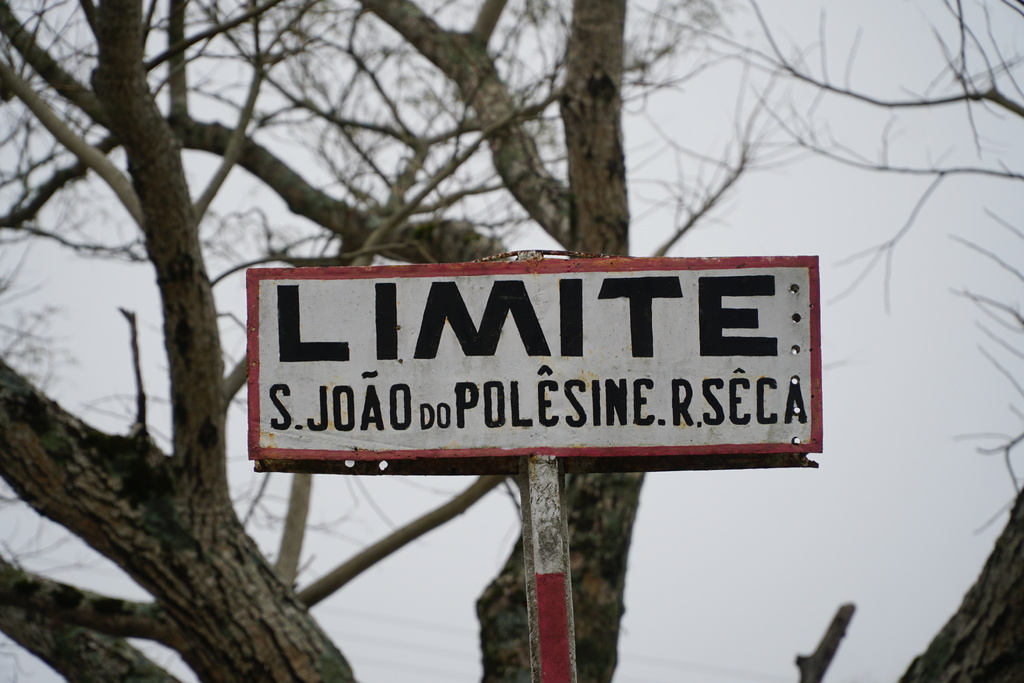 LIMITE
S. JOÃO DO POLÊSINE. R. SÊCA